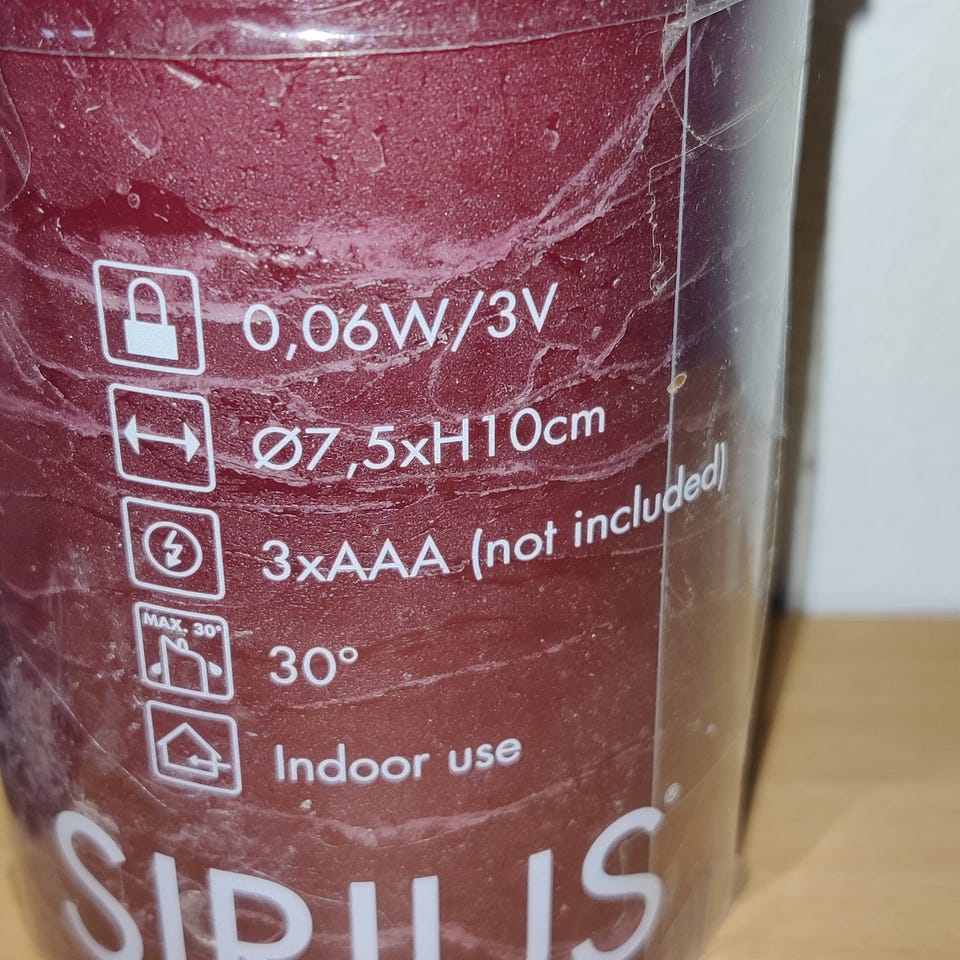 0,06W/3V
Ø7,5xH10cm
3xAAA (not included)
MAX. 30°
30°
Indoor use
SIRIUS